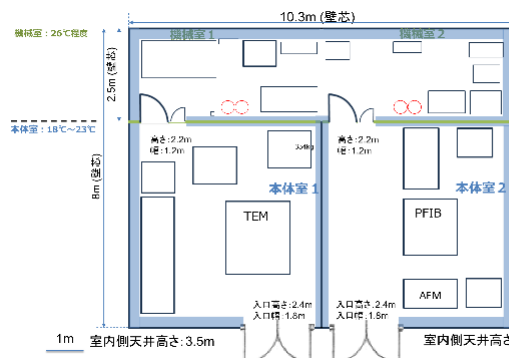 10.3m (壁芯)
機械室：26℃程度
機械室１
機械室２
2.5m (壁芯)
本体室：18℃～23℃
高さ：2.2m
幅：1.2m
高さ：2.2m
幅：1.2m
本体室１
本体室２
8m (壁芯)
TEM
PFIB
AFM
入口高さ：2.4m
入口幅：1.8m
入口高さ：2.4m
入口幅：1.8m
1m
室内側天井高さ：3.5m
室内側天井高さ